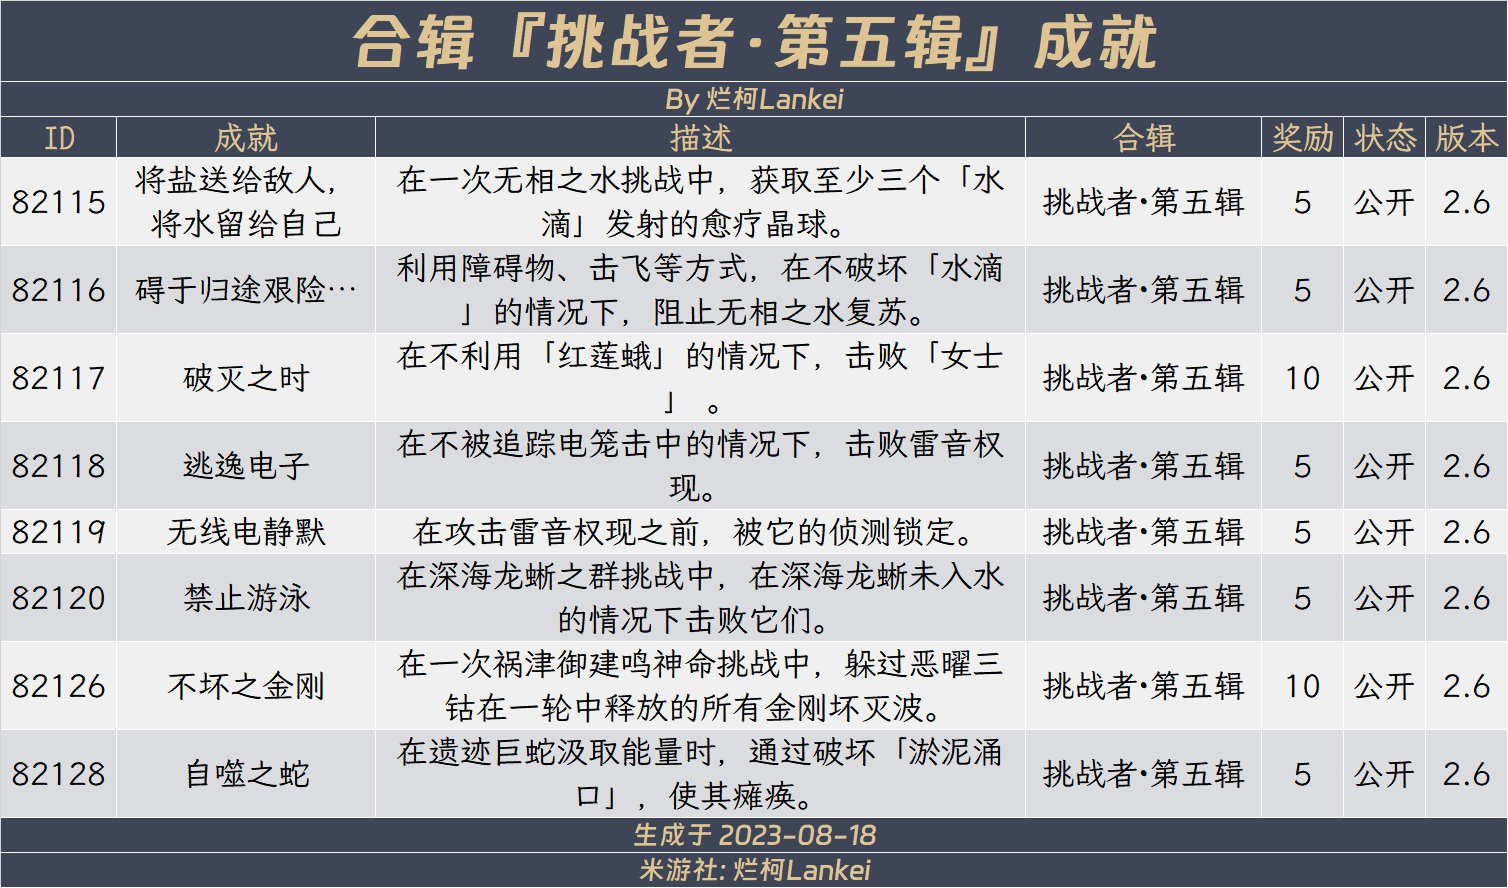 合辑『挑战者·第五辑』成就
By 烂柯Lankei
ID 成就 描述 合辑 奖励 状态 版本
82115 将盐送给敌人，将水留给自己 在一次无相之水挑战中，获取至少三个「水滴」发射的愈疗晶球。 挑战者·第五辑 5 公开 2.6
82116 碍于归途艰险… 利用障碍物、击飞等方式，在不破坏「水滴」的情况下，阻止无相之水复苏。 挑战者·第五辑 5 公开 2.6
82117 破灭之时 在不利用「红莲蛾」的情况下，击败「女士」 。 挑战者·第五辑 10 公开 2.6
82118 逃逸电子 在不被追踪电笼击中的情况下，击败雷音权现。 挑战者·第五辑 5 公开 2.6
82119 无线电静默 在攻击雷音权现之前，被它的侦测锁定。 挑战者·第五辑 5 公开 2.6
82120 禁止游泳 在深海龙蜥之群挑战中，在深海龙蜥未入水的情况下击败它们。 挑战者·第五辑 5 公开 2.6
82126 不坏之金刚 在一次祸津御建鸣神命挑战中，躲过恶曜三钴在一轮中释放的所有金刚坏灭波。 挑战者·第五辑 10 公开 2.6
82128 自噬之蛇 在遗迹巨蛇汲取能量时，通过破坏「淤泥涌口」，使其瘫痪。 挑战者·第五辑 5 公开 2.6
生成于 2023-08-18
米游社: 烂柯Lankei